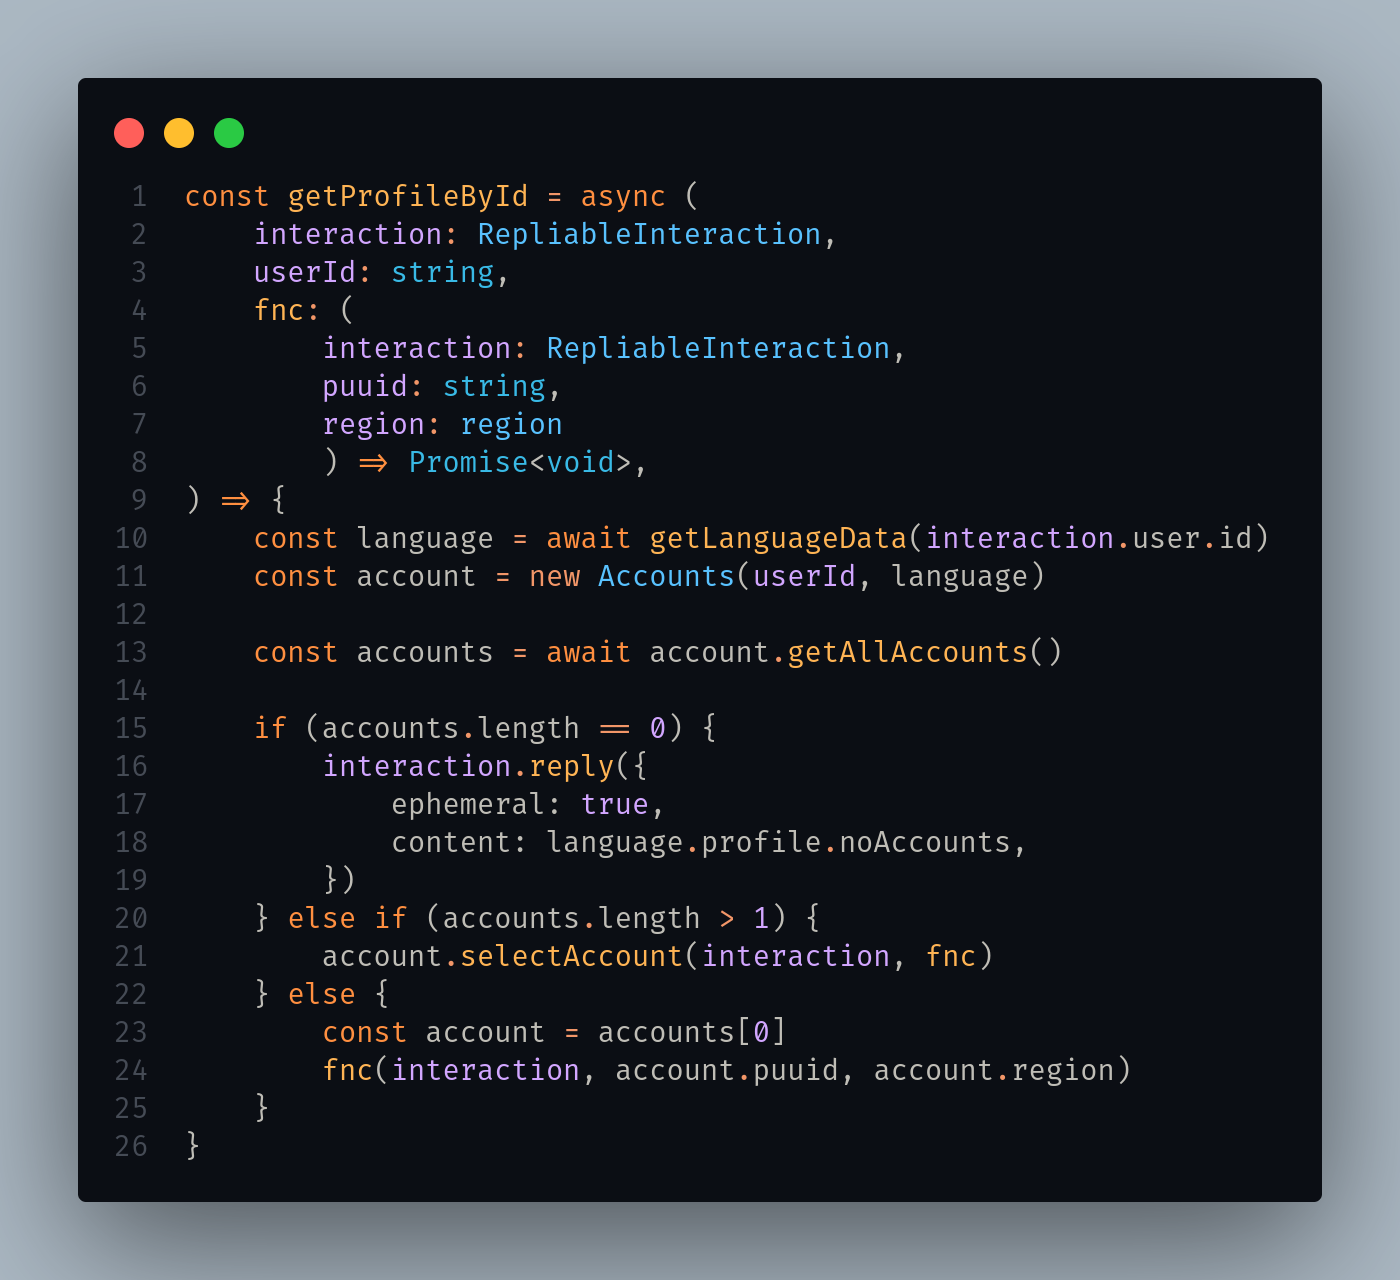 1 const getProfileById = async (
2     interaction: RepliableInteraction,
3     userId: string,
4     fnc: (
5         interaction: RepliableInteraction,
6         puuid: string,
7         region: region
8         ) => Promise<void>,
9 ) => {
10     const language = await getLanguageData(interaction.user.id)
11     const account = new Accounts(userId, language)
12
13     const accounts = await account.getAllAccounts()
14
15     if (accounts.length == 0) {
16         interaction.reply({
17             ephemeral: true,
18             content: language.profile.noAccounts,
19         })
20     } else if (accounts.length > 1) {
21         account.selectAccount(interaction, fnc)
22     } else {
23         const account = accounts[0]
24         fnc(interaction, account.puuid, account.region)
25     }
26 }